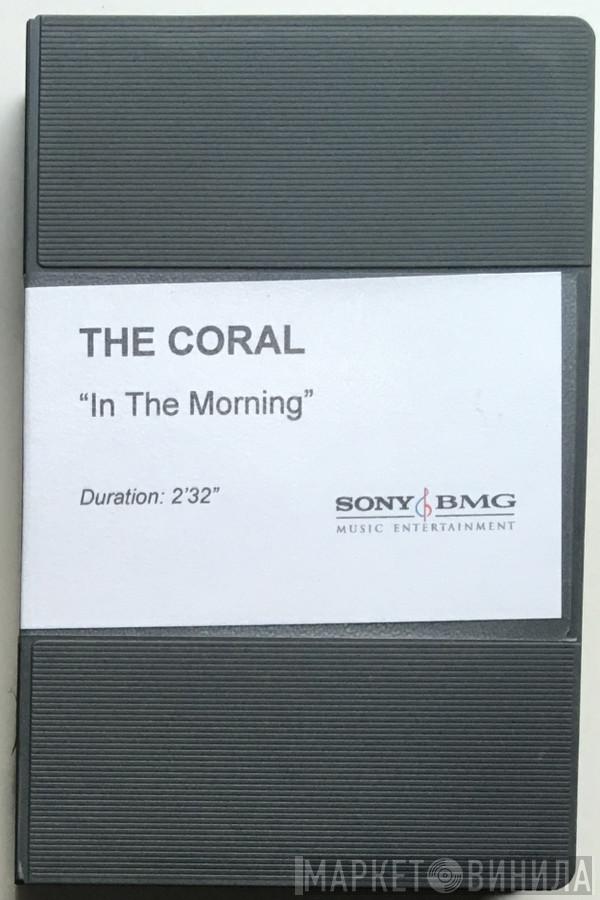 THE CORAL
“In The Morning”
Duration: 2’32”
SONY BMG
MUSIC ENTERTAINMENT
МАРКЕТ ВИНИЛА